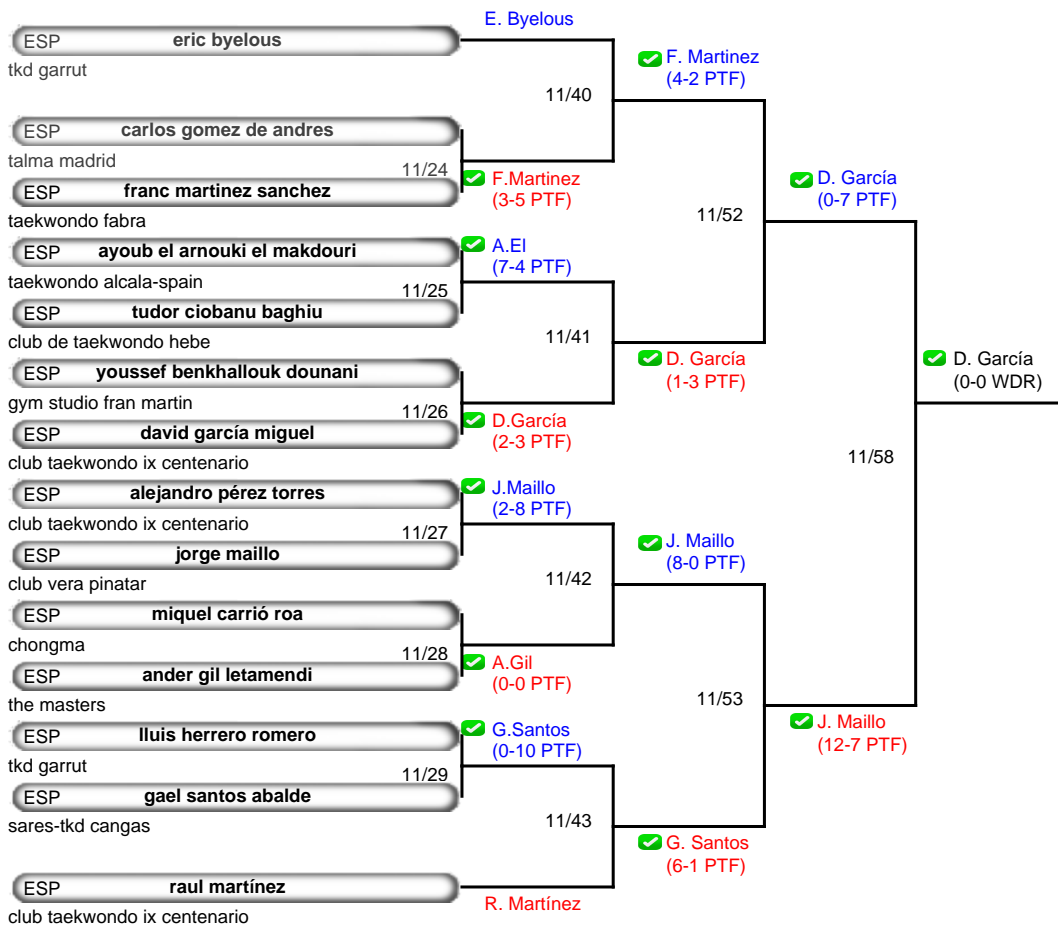 E. Byelous
ESP eric byelous
tkd garrut
F. Martinez
(4-2 PTF)
11/40
ESP carlos gomez de andres
talma madrid
11/24
F.Martinez
(3-5 PTF)
ESP franc martinez sanchez
taekwondo fabra
D. García
(0-7 PTF)
11/52
ESP ayoub el arnouki el makdouri
A.El
(7-4 PTF)
taekwondo alcala-spain
11/25
ESP tudor ciobanu baghiu
club de taekwondo hebe
11/41
D. García
(1-3 PTF)
D. García
(0-0 WDR)
ESP youssef benkhallouk dounani
gym studio fran martin
11/26
D.García
(2-3 PTF)
ESP david garcía miguel
club taekwondo ix centenario
11/58
ESP alejandro pérez torres
J.Maillo
(2-8 PTF)
club taekwondo ix centenario
11/27
J. Maillo
(8-0 PTF)
ESP jorge maillo
club vera pinatar
11/42
ESP miquel carrió roa
chongma
11/28
A.Gil
(0-0 PTF)
ESP ander gil letamendi
the masters
11/53
J. Maillo
(12-7 PTF)
ESP lluis herrero romero
G.Santos
(0-10 PTF)
tkd garrut
11/29
ESP gael santos abalde
sares-tkd cangas
11/43
G. Santos
(6-1 PTF)
ESP raul martínez
R. Martínez
club taekwondo ix centenario